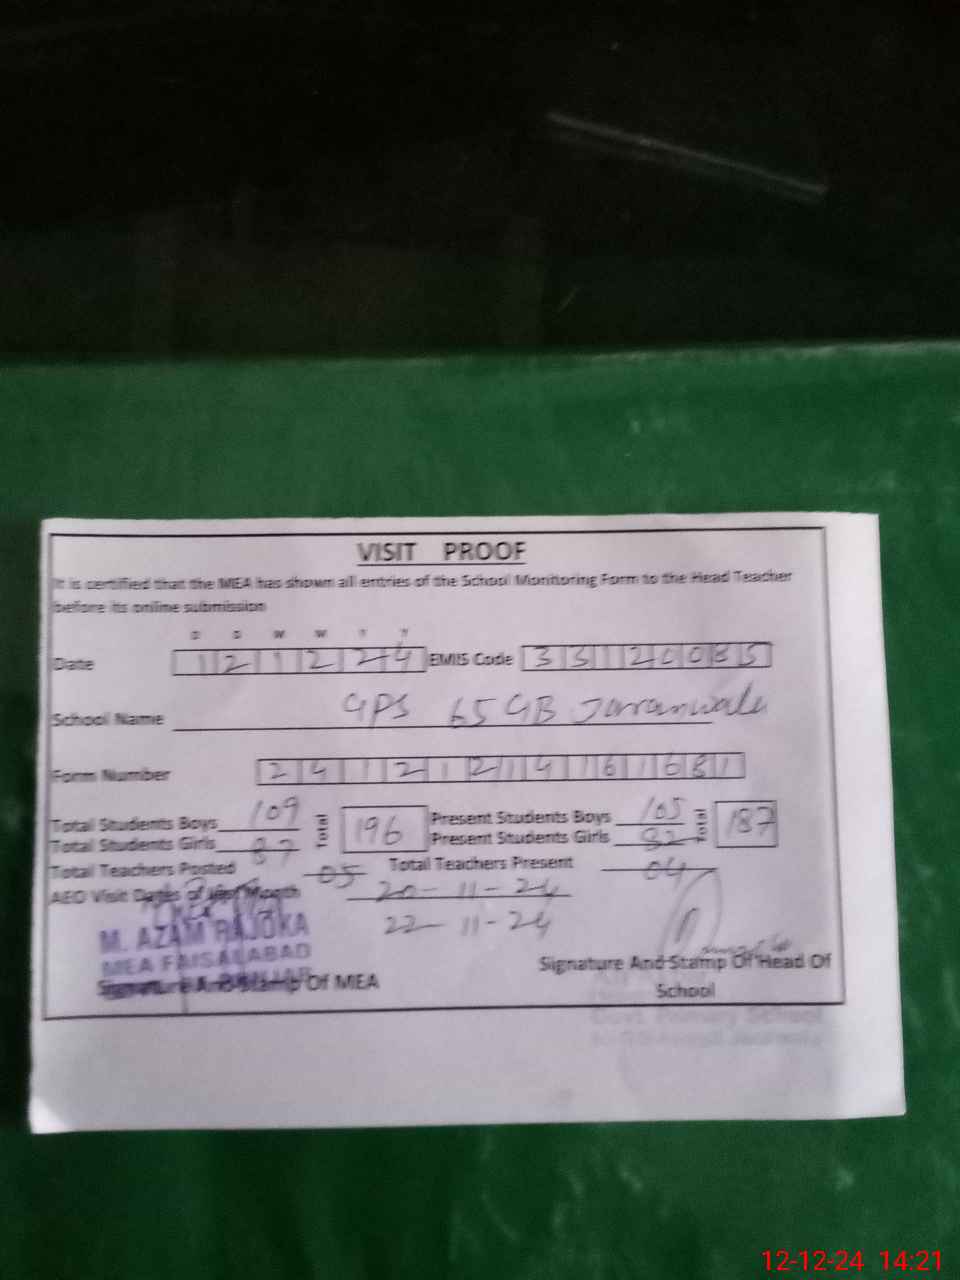 VISIT PROOF
It is certified that the MEA has shown all entries of the School Monitoring Form to the Head Teacher
before its online submission
D D M M Y Y
Date 1 2 1 2 2 4 EMIS Code 3 3 1 2 0 0 8 5
School Name GPS 65 GB Jaranwala
Form Number 2 4 1 2 1 2 1 4 1 6 1 6 8 1
Total Students Boys 109 Total 196 Present Students Boys 105 Total 187
Total Students Girls 87 Present Students Girls 82
Total Teachers Posted 05 Total Teachers Present 04
AEO Visit Dates of last Month 20-11-24
22-11-24
M. AZAM RAJOKA
MEA FAISALABAD
Signature And Stamp Of MEA
Signature And Stamp Of Head Of
School
Govt. Primary School
12-12-24 14:21